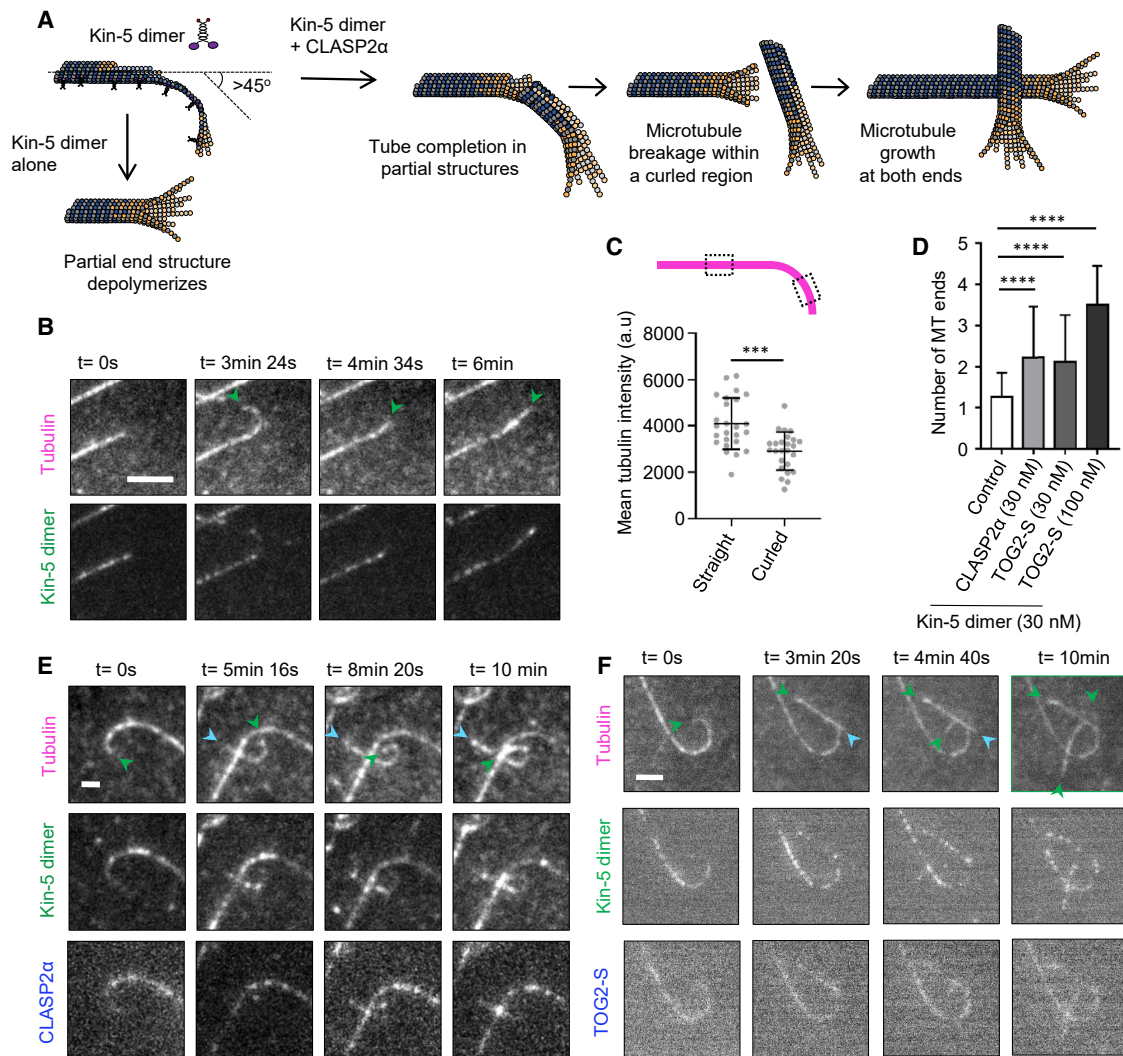 A
Kin-5 dimer
>45°
Kin-5 dimer
alone
Partial end structure
depolymerizes
Kin-5 dimer
+ CLASP2α
Tube completion in
partial structures
Microtubule
breakage within
a curled region
Microtubule
growth
at both ends
B
t= 0s
t= 3min 24s
t= 4min 34s
t= 6min
Tubulin
Kin-5 dimer
C
Mean tubulin intensity (a.u)
8000
6000
4000
2000
0
***
Straight
Curled
D
Number of MT ends
5
4
3
2
1
0
****
****
****
Control
CLASP2α (30 nM)
TOG2-S (30 nM)
TOG2-S (100 nM)
Kin-5 dimer (30 nM)
E
t= 0s
t= 5min 16s
t= 8min 20s
t= 10 min
Tubulin
Kin-5 dimer
CLASP2α
F
t= 0s
t= 3min 20s
t= 4min 40s
t= 10min
Tubulin
Kin-5 dimer
TOG2-S